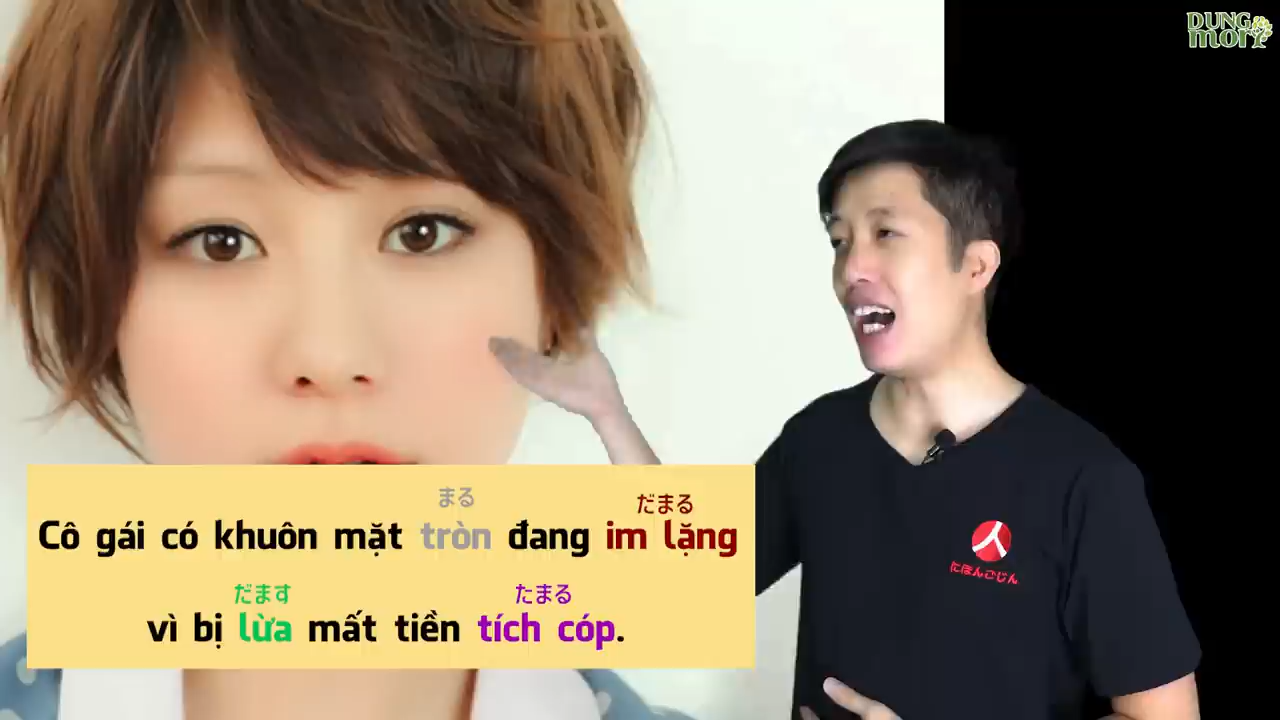 DUNG
mori
まる だまる
Cô gái có khuôn mặt tròn đang im lặng
だます たまる
vì bị lừa mất tiền tích cóp.
にほんごじん